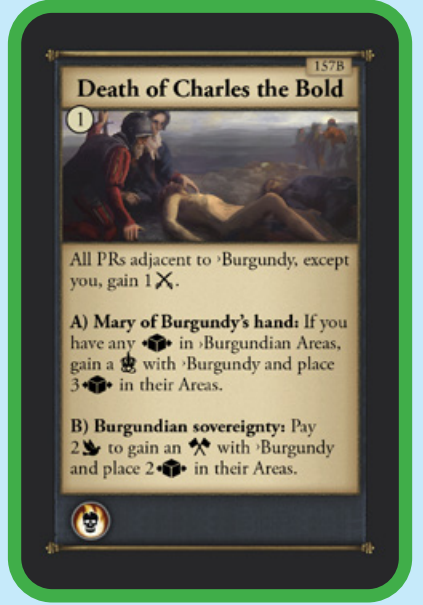 157B
Death of Charles the Bold
1
All PRs adjacent to ›Burgundy, except
you, gain 1
A) Mary of Burgundy's hand: If you
have any in ›Burgundian Areas,
gain a with ›Burgundy and place
3 in their Areas.
B) Burgundian sovereignty: Pay
2 to gain an with ›Burgundy
and place 2 in their Areas.